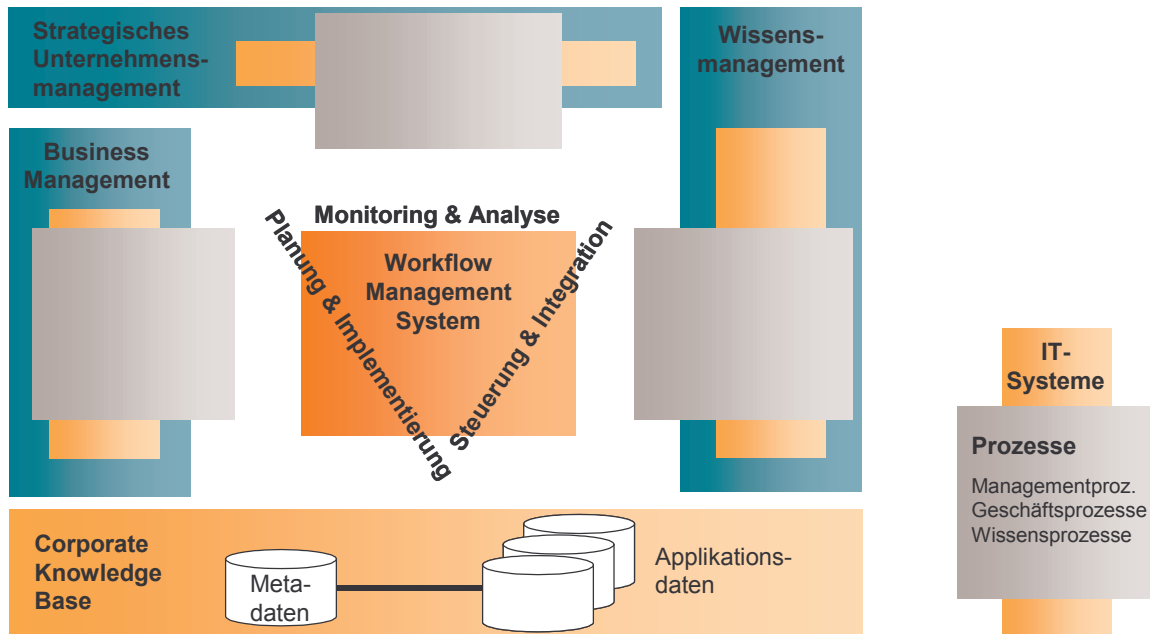 Strategisches
Unternehmens-
management
Wissens-
management
Business
Management
Monitoring & Analyse
Planung & Implementierung
Workflow
Management
System
Steuerung & Integration
IT-
Systeme
Prozesse
Managementproz.
Geschäftsprozesse
Wissensprozesse
Corporate
Knowledge
Base
Meta-
daten
Applikations-
daten